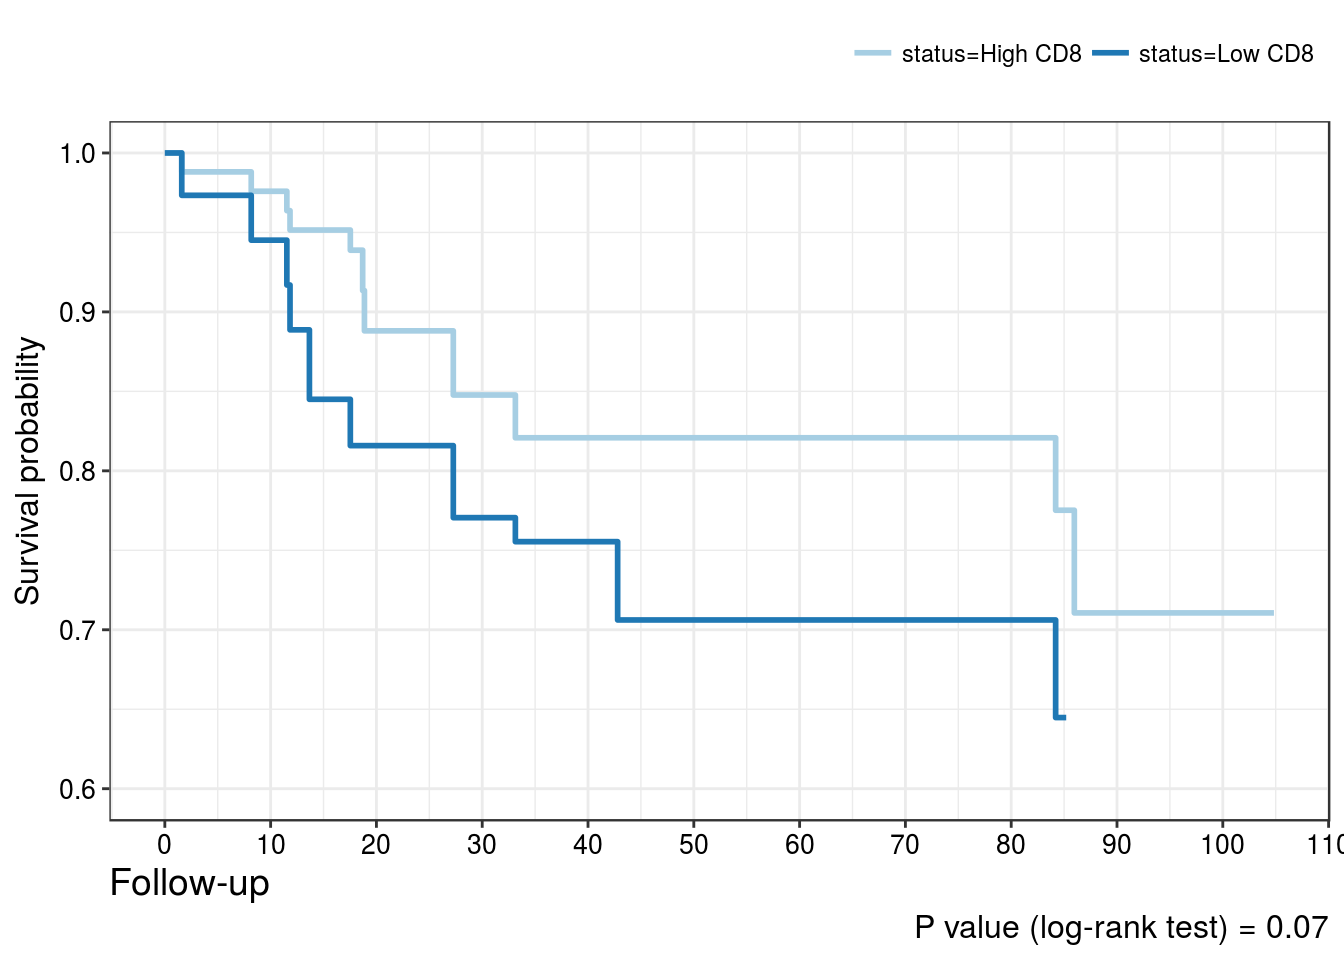 status=High CD8 status=Low CD8
Survival probability
1.0
0.9
0.8
0.7
0.6
0 10 20 30 40 50 60 70 80 90 100 110
Follow-up
P value (log-rank test) = 0.07